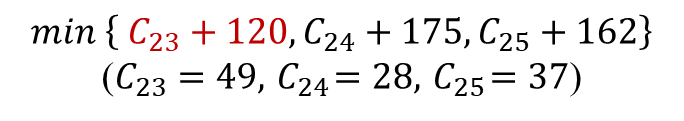 min { C₂₃ + 120, C₂₄ + 175, C₂₅ + 162}
(C₂₃ = 49, C₂₄= 28, C₂₅= 37)